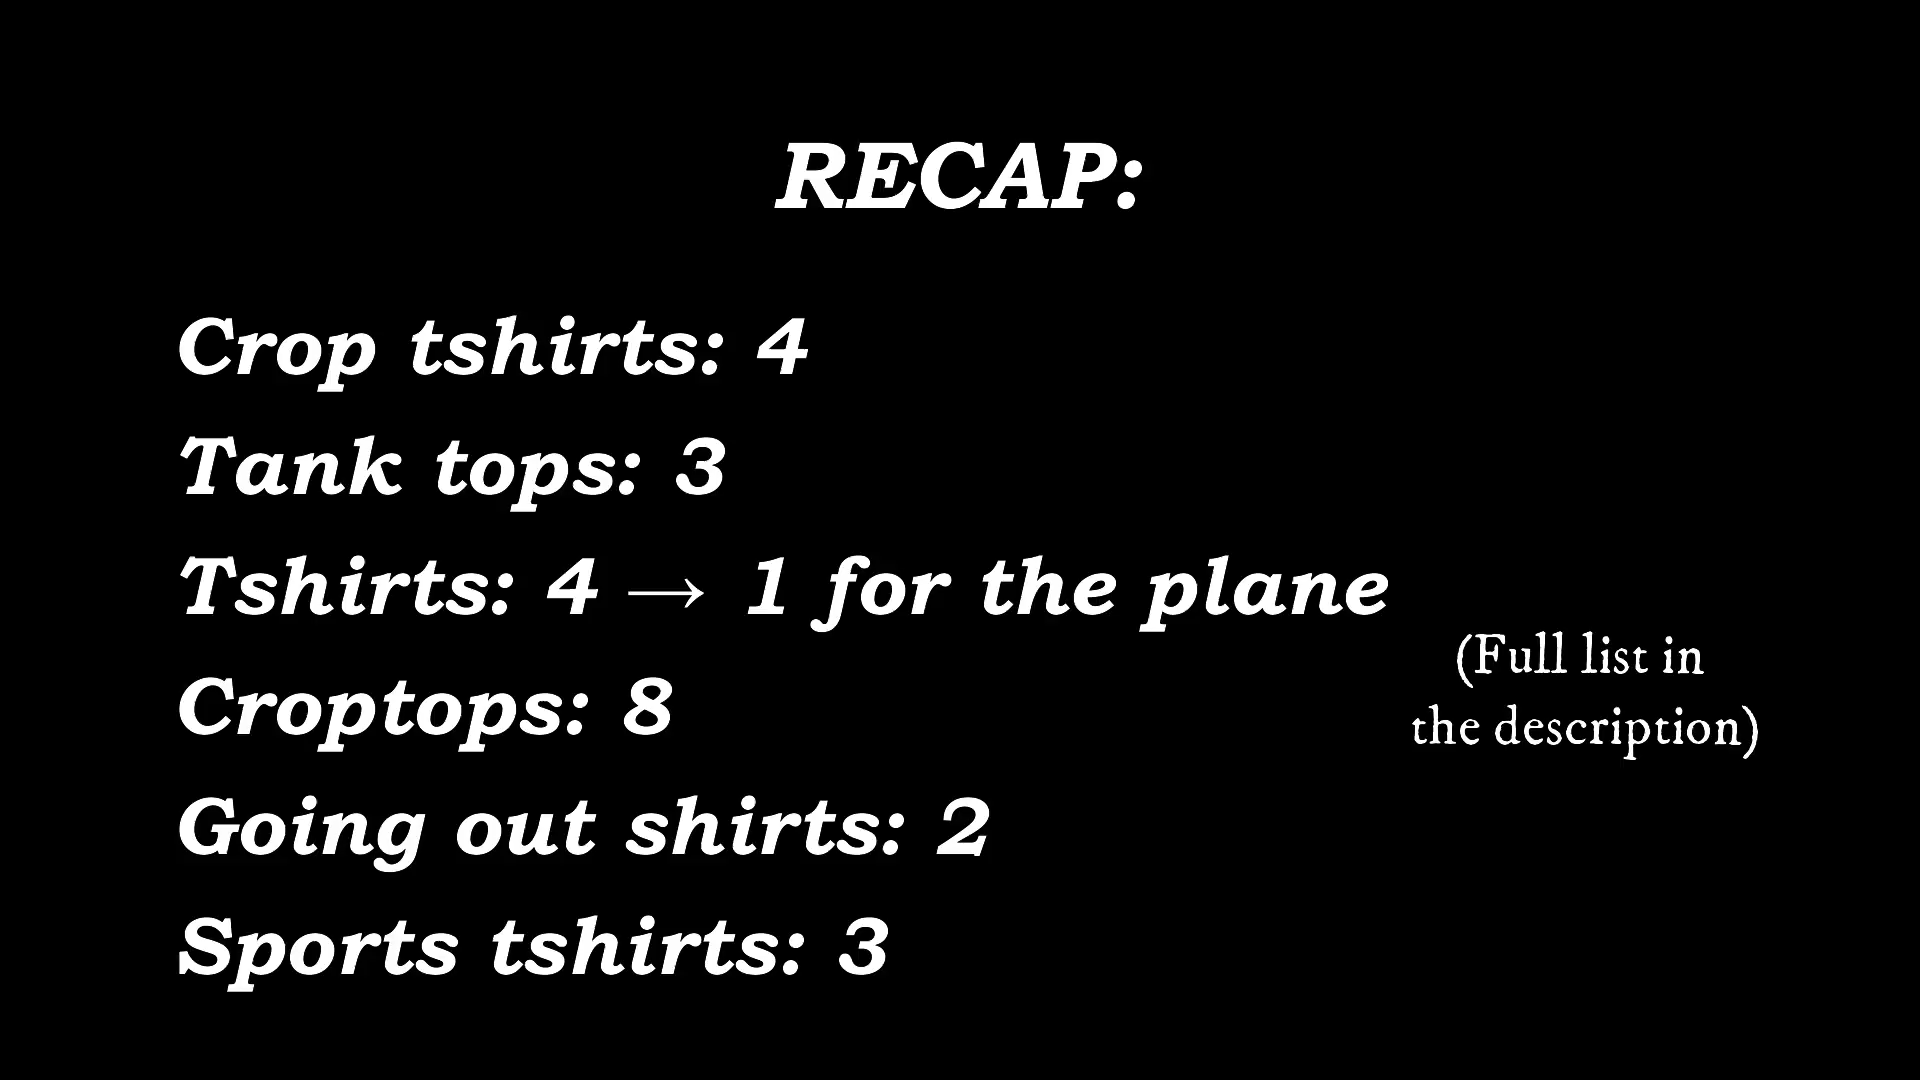 RECAP:
Crop tshirts: 4
Tank tops: 3
Tshirts: 4 → 1 for the plane
(Full list in
the description)
Croptops: 8
Going out shirts: 2
Sports tshirts: 3